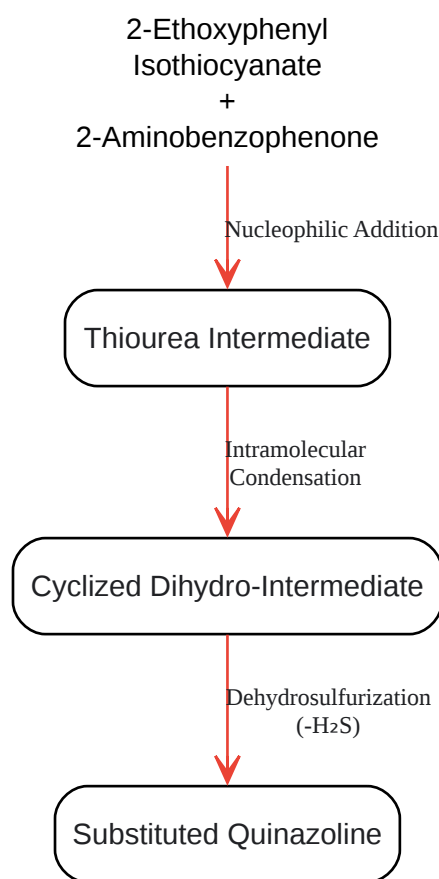 2-Ethoxyphenyl
Isothiocyanate
+
2-Aminobenzophenone
Nucleophilic Addition
Thiourea Intermediate
Intramolecular
Condensation
Cyclized Dihydro-Intermediate
Dehydrosulfurization
(-H₂S)
Substituted Quinazoline